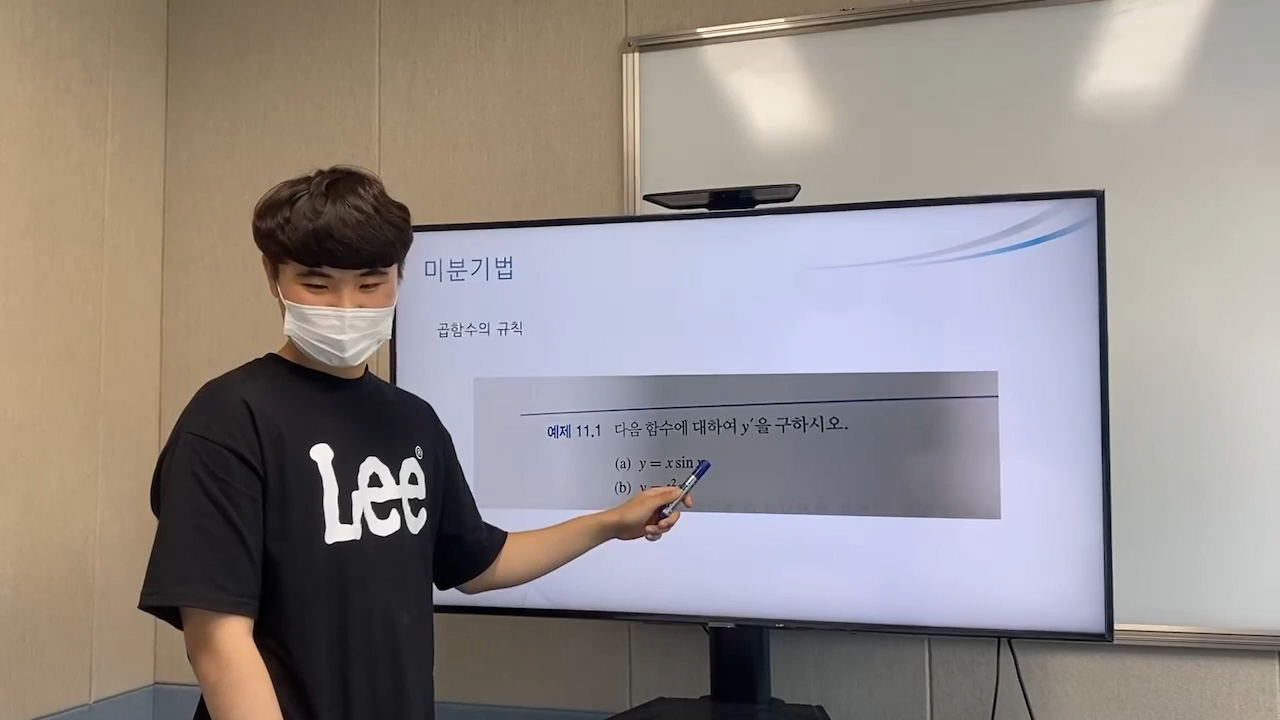 미분기법
곱함수의 규칙
예제 11.1 다음 함수에 대하여 y′을 구하시오.
(a) y = x sin
(b) y =
Lee®